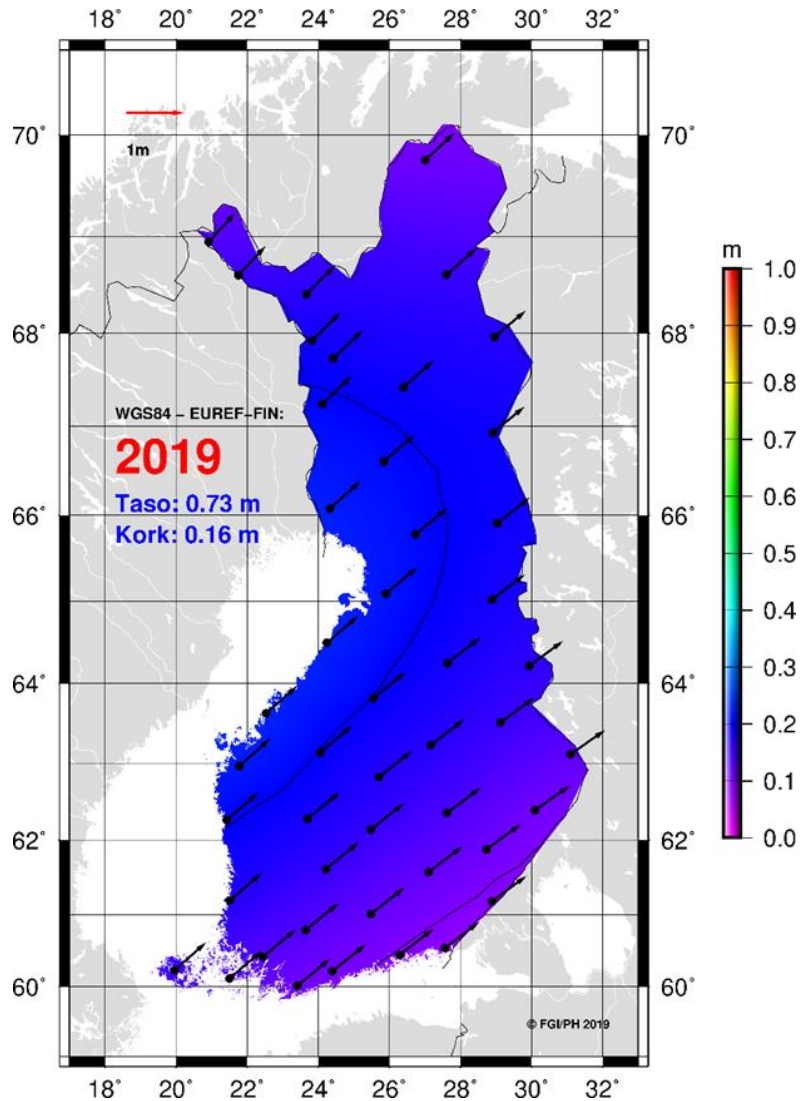 18° 20° 22° 24° 26° 28° 30° 32°
70° 70°
1m
m
1.0
0.9
68° 68°
0.8
WGS84 – EUREF–FIN:
0.7
2019
0.6
Taso: 0.73 m
66° 66°
Kork: 0.16 m
0.5
0.4
0.3
64° 64°
0.2
0.1
0.0
62° 62°
60° 60°
© FGI/PH 2019
18° 20° 22° 24° 26° 28° 30° 32°